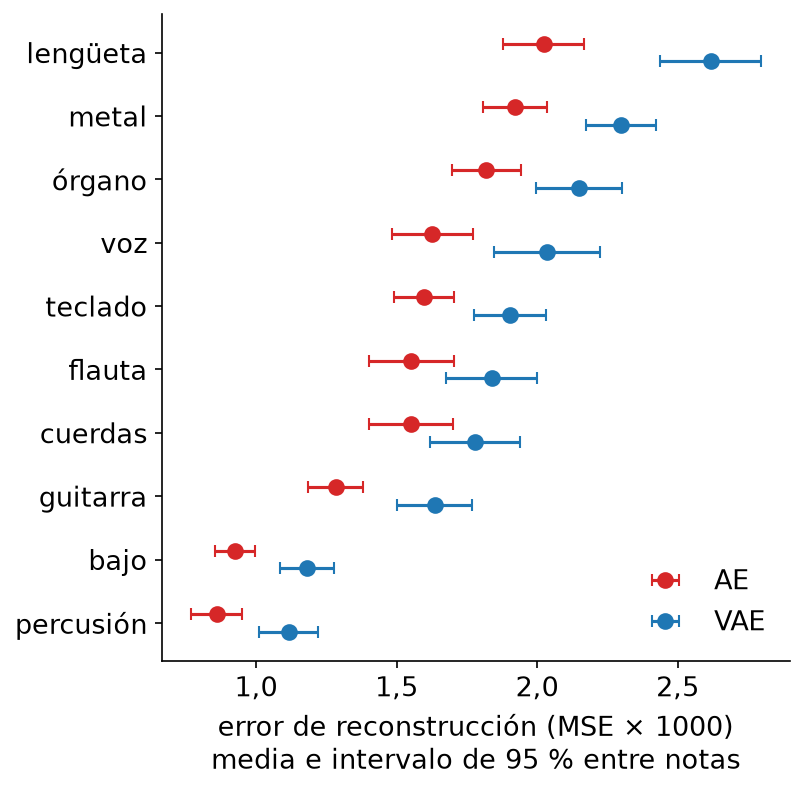 lengüeta
metal
órgano
voz
teclado
flauta
cuerdas
guitarra
bajo
percusión
AE
VAE
1,0 1,5 2,0 2,5
error de reconstrucción (MSE × 1000)
media e intervalo de 95 % entre notas